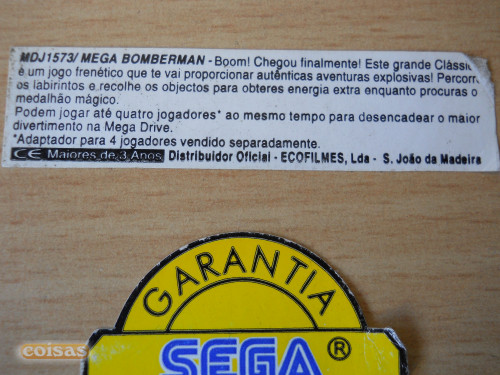 MDJ1573/ MEGA BOMBERMAN - Boom! Chegou finalmente! Este grande Clássic
é um jogo frenético que te vai proporcionar autênticas aventuras explosivas! Percorre
os labirintos e recolhe os objectos para obteres energia extra enquanto procuras o
medalhão mágico.
Podem jogar até quatro jogadores* ao mesmo tempo para desencadear o maior
divertimento na Mega Drive.
*Adaptador para 4 jogadores vendido separadamente.
CE Maiores de 3 Anos Distribuidor Oficial - ECOFILMES, Lda - S. João da Madeira
GARANTIA
SEGA ®
coisas